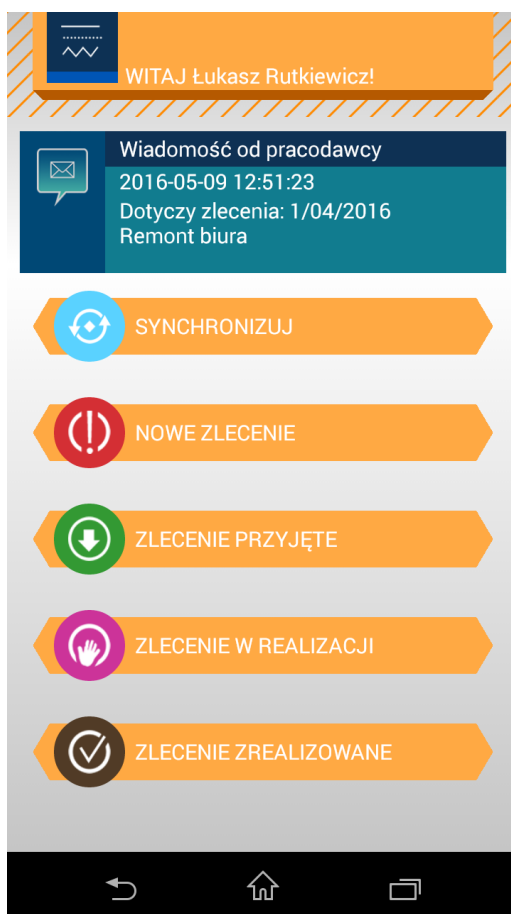 WITAJ Łukasz Rutkiewicz!
Wiadomość od pracodawcy
2016-05-09 12:51:23
Dotyczy zlecenia: 1/04/2016
Remont biura
SYNCHRONIZUJ
NOWE ZLECENIE
ZLECENIE PRZYJĘTE
ZLECENIE W REALIZACJI
ZLECENIE ZREALIZOWANE